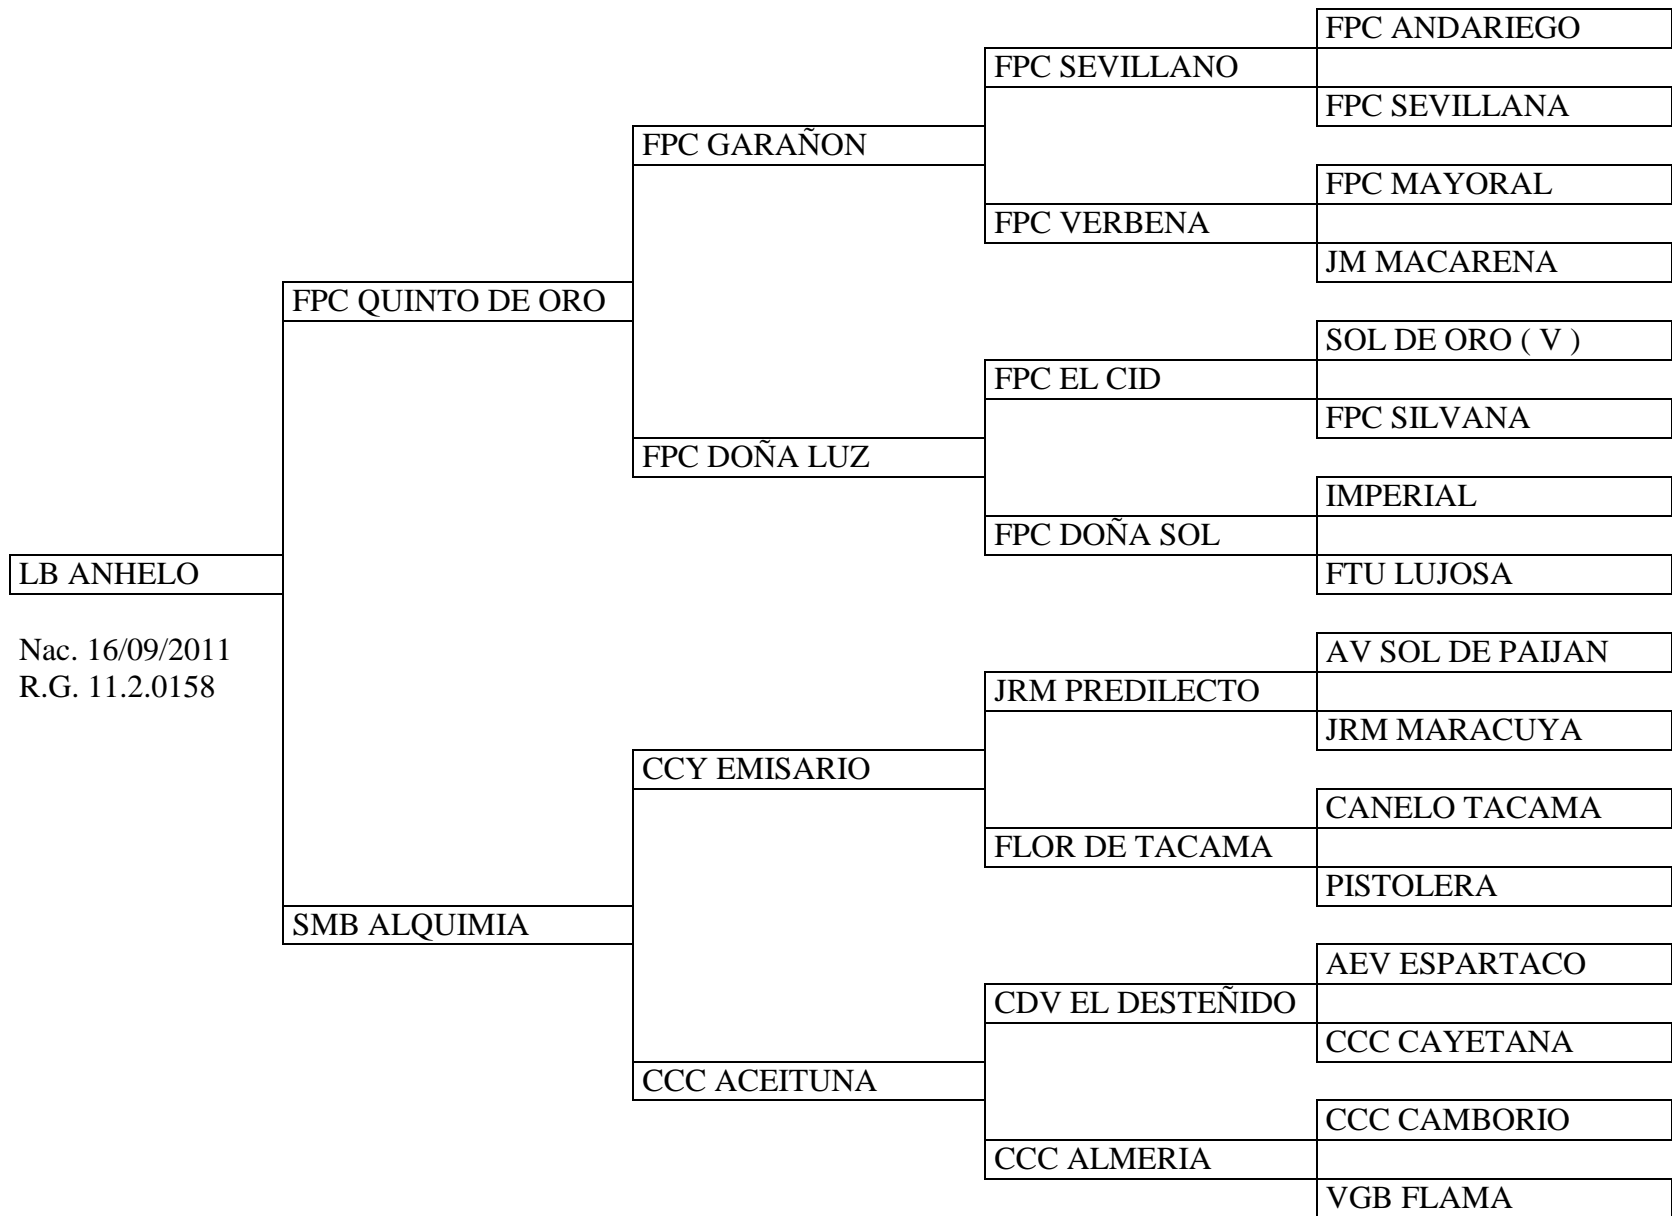 FPC ANDARIEGO
FPC SEVILLANO
FPC SEVILLANA
FPC GARAÑON
FPC MAYORAL
FPC VERBENA
JM MACARENA
FPC QUINTO DE ORO
SOL DE ORO ( V )
FPC EL CID
FPC SILVANA
FPC DOÑA LUZ
IMPERIAL
FPC DOÑA SOL
LB ANHELO
FTU LUJOSA
Nac. 16/09/2011
AV SOL DE PAIJAN
R.G. 11.2.0158
JRM PREDILECTO
JRM MARACUYA
CCY EMISARIO
CANELO TACAMA
FLOR DE TACAMA
PISTOLERA
SMB ALQUIMIA
AEV ESPARTACO
CDV EL DESTEÑIDO
CCC CAYETANA
CCC ACEITUNA
CCC CAMBORIO
CCC ALMERIA
VGB FLAMA